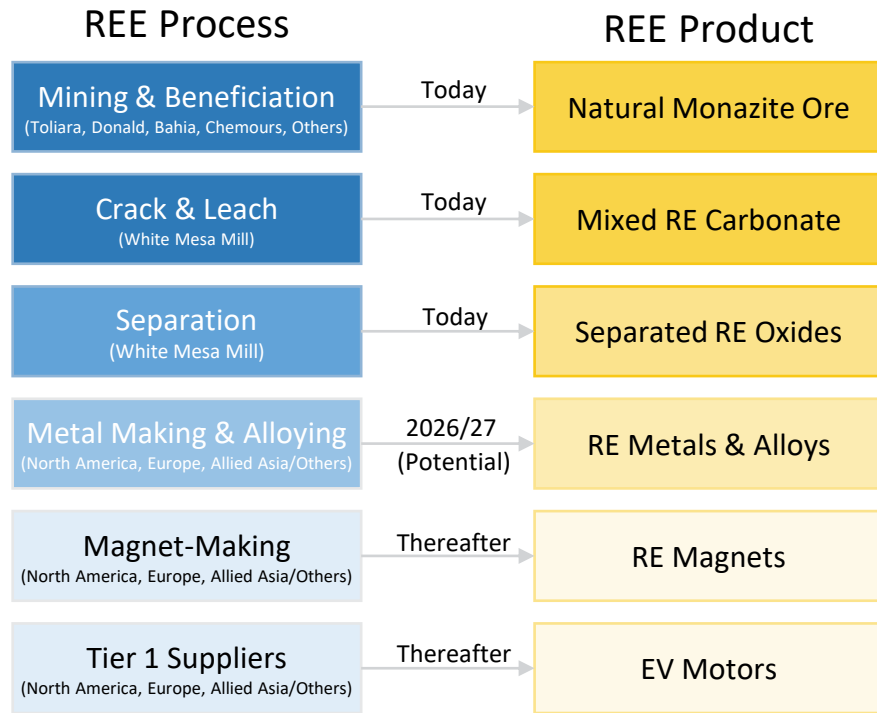 REE Process
REE Product
Mining & Beneficiation
(Toliara, Donald, Bahia, Chemours, Others)
Today
Natural Monazite Ore
Crack & Leach
(White Mesa Mill)
Today
Mixed RE Carbonate
Separation
(White Mesa Mill)
Today
Separated RE Oxides
Metal Making & Alloying
(North America, Europe, Allied Asia/Others)
2026/27
(Potential)
RE Metals & Alloys
Magnet-Making
(North America, Europe, Allied Asia/Others)
Thereafter
RE Magnets
Tier 1 Suppliers
(North America, Europe, Allied Asia/Others)
Thereafter
EV Motors